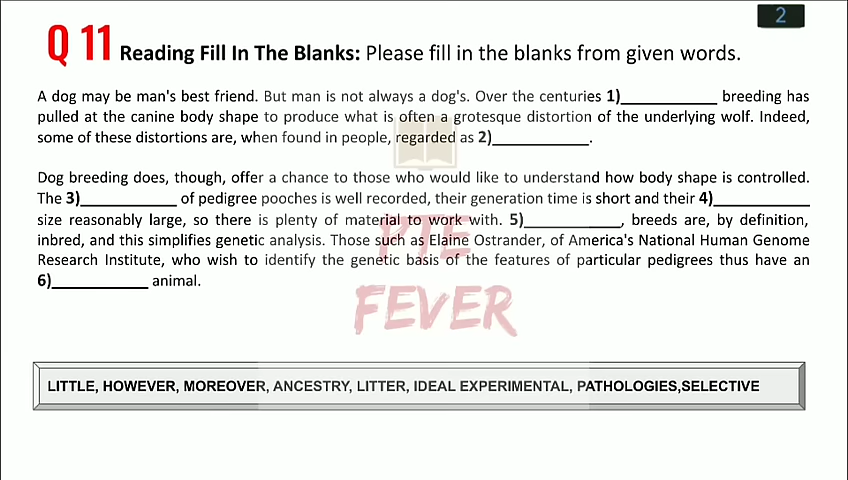 2
Q 11 Reading Fill In The Blanks: Please fill in the blanks from given words.
A dog may be man's best friend. But man is not always a dog's. Over the centuries 1)____________ breeding has
pulled at the canine body shape to produce what is often a grotesque distortion of the underlying wolf. Indeed,
some of these distortions are, when found in people, regarded as 2)____________.
Dog breeding does, though, offer a chance to those who would like to understand how body shape is controlled.
The 3)____________ of pedigree pooches is well recorded, their generation time is short and their 4)____________
size reasonably large, so there is plenty of material to work with. 5)____________, breeds are, by definition,
inbred, and this simplifies genetic analysis. Those such as Elaine Ostrander, of America's National Human Genome
Research Institute, who wish to identify the genetic basis of the features of particular pedigrees thus have an
6)____________ animal.
PTE
FEVER
LITTLE, HOWEVER, MOREOVER, ANCESTRY, LITTER, IDEAL EXPERIMENTAL, PATHOLOGIES,SELECTIVE